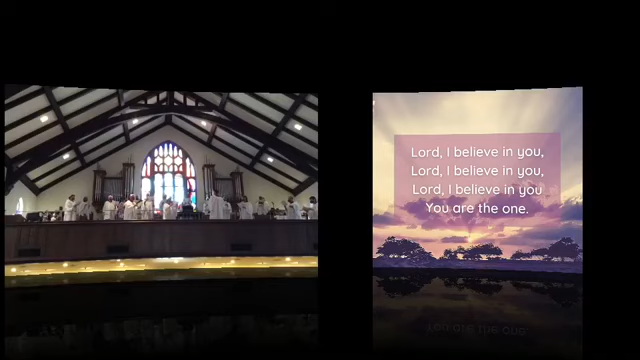 Lord, I believe in you,
Lord, I believe in you,
Lord, I believe in you
You are the one.